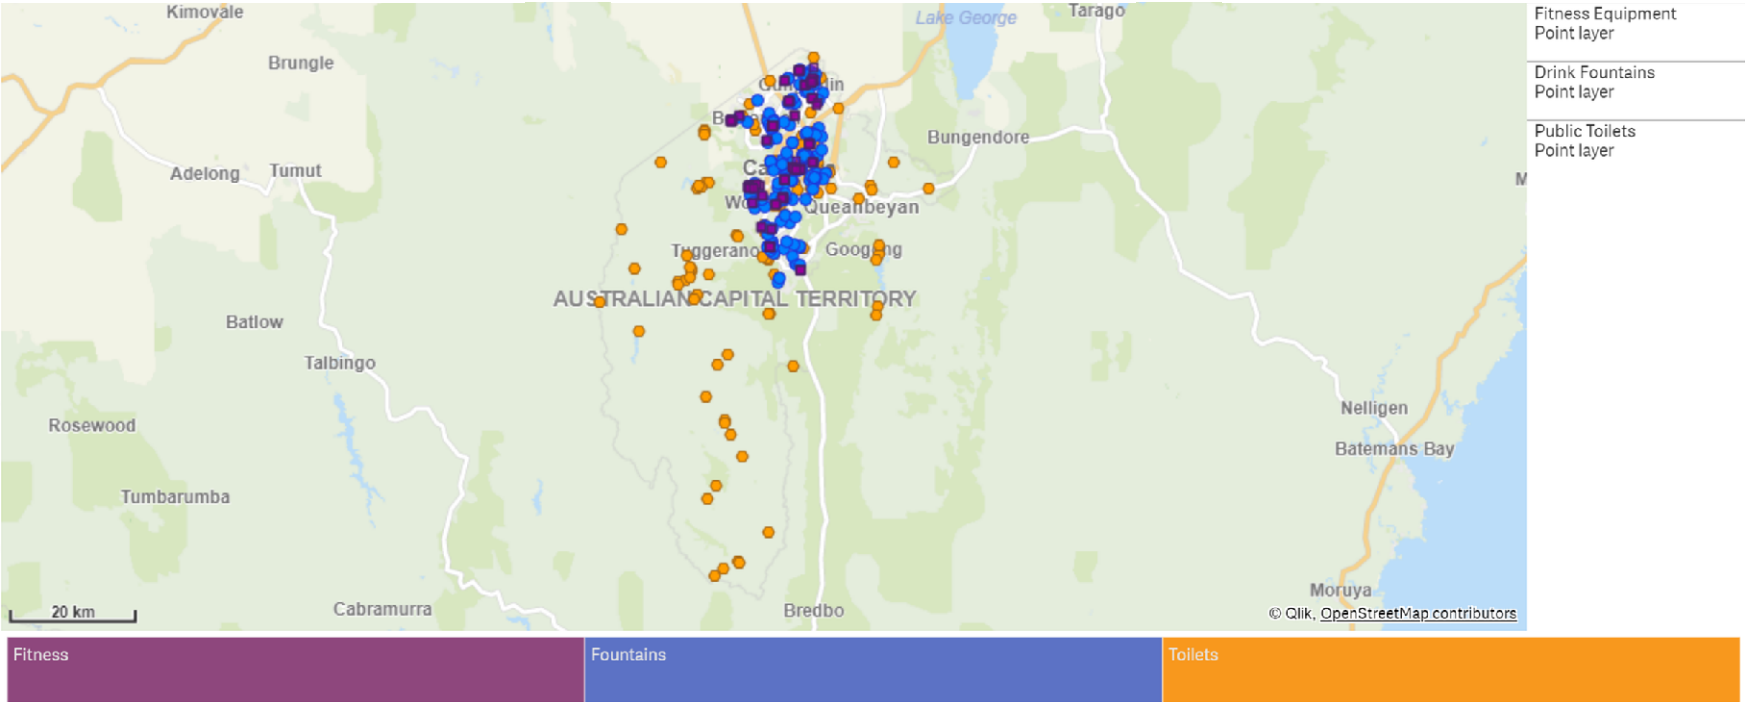 Kimovale
Lake George
Tarago
Fitness Equipment
Point layer
Brungle
Drink Fountains
Point layer
Bungendore
Public Toilets
Point layer
Adelong
Tumut
Queanbeyan
Tuggerano
AUSTRALIAN CAPITAL TERRITORY
Batlow
Talbingo
Nelligen
Rosewood
Batemans Bay
Tumbarumba
Moruya
Cabramurra
Bredbo
20 km
© Qlik, OpenStreetMap contributors
Fitness
Fountains
Toilets